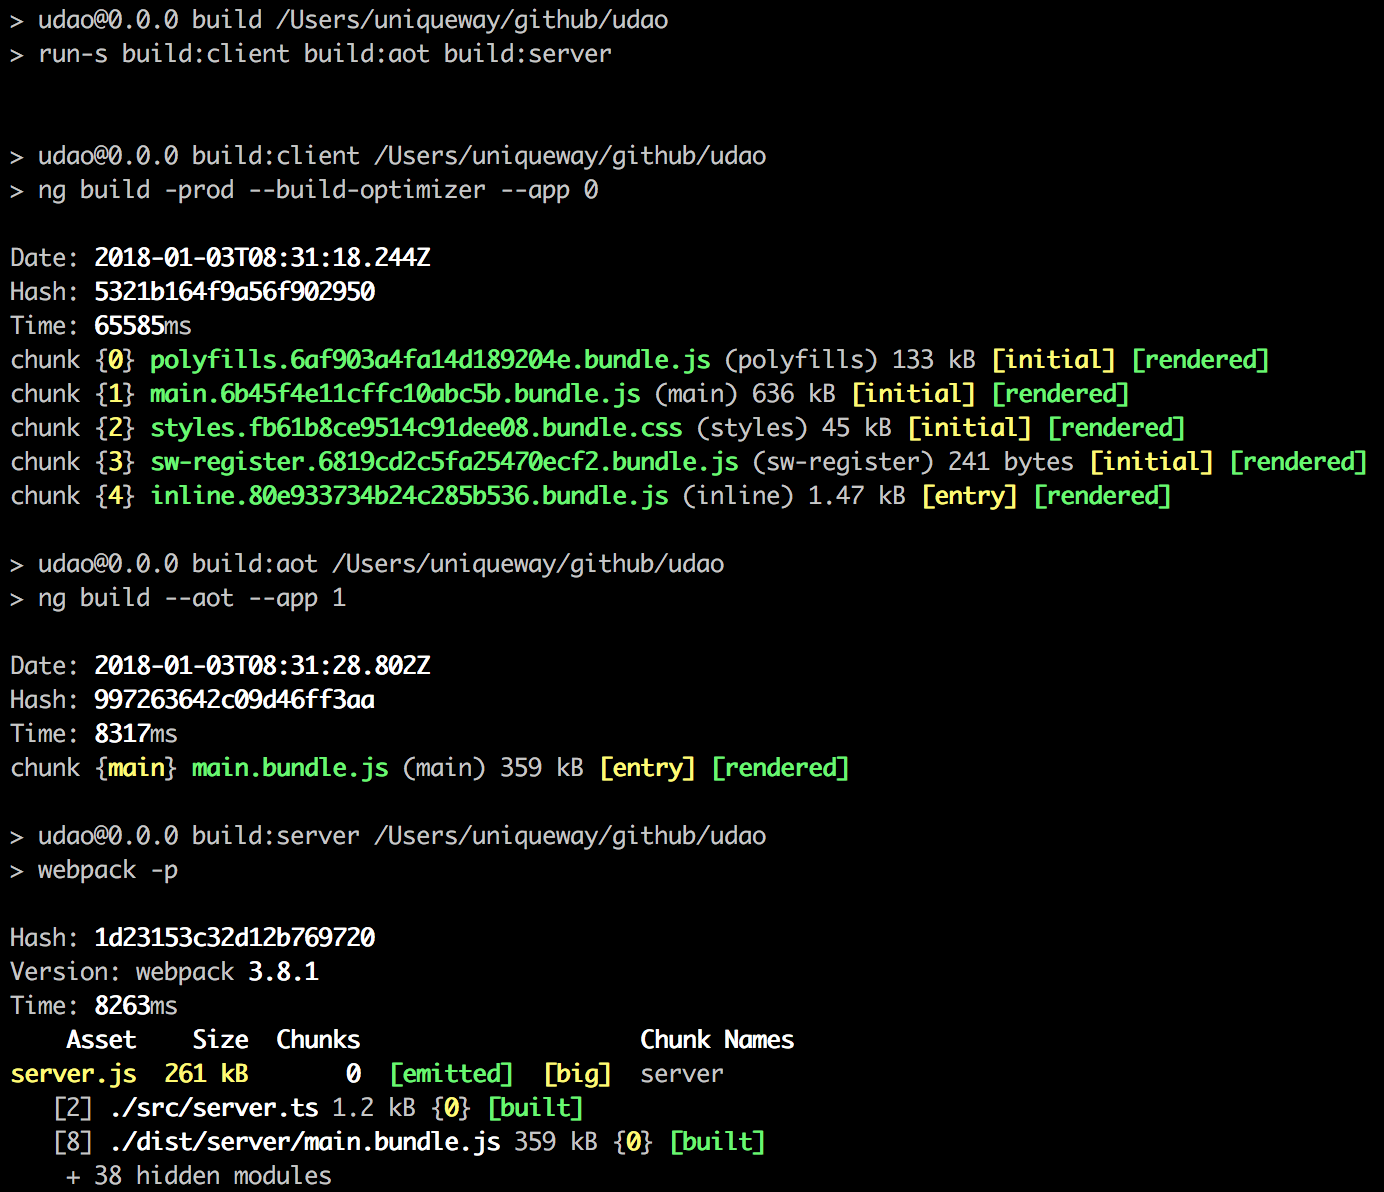 > udao@0.0.0 build /Users/uniqueway/github/udao
> run-s build:client build:aot build:server
> udao@0.0.0 build:client /Users/uniqueway/github/udao
> ng build -prod --build-optimizer --app 0
Date: 2018-01-03T08:31:18.244Z
Hash: 5321b164f9a56f902950
Time: 65585ms
chunk {0} polyfills.6af903a4fa14d189204e.bundle.js (polyfills) 133 kB [initial] [rendered]
chunk {1} main.6b45f4e11cffc10abc5b.bundle.js (main) 636 kB [initial] [rendered]
chunk {2} styles.fb61b8ce9514c91dee08.bundle.css (styles) 45 kB [initial] [rendered]
chunk {3} sw-register.6819cd2c5fa25470ecf2.bundle.js (sw-register) 241 bytes [initial] [rendered]
chunk {4} inline.80e933734b24c285b536.bundle.js (inline) 1.47 kB [entry] [rendered]
> udao@0.0.0 build:aot /Users/uniqueway/github/udao
> ng build --aot --app 1
Date: 2018-01-03T08:31:28.802Z
Hash: 997263642c09d46ff3aa
Time: 8317ms
chunk {main} main.bundle.js (main) 359 kB [entry] [rendered]
> udao@0.0.0 build:server /Users/uniqueway/github/udao
> webpack -p
Hash: 1d23153c32d12b769720
Version: webpack 3.8.1
Time: 8263ms
Asset Size Chunks Chunk Names
server.js 261 kB 0 [emitted] [big] server
[2] ./src/server.ts 1.2 kB {0} [built]
[8] ./dist/server/main.bundle.js 359 kB {0} [built]
+ 38 hidden modules